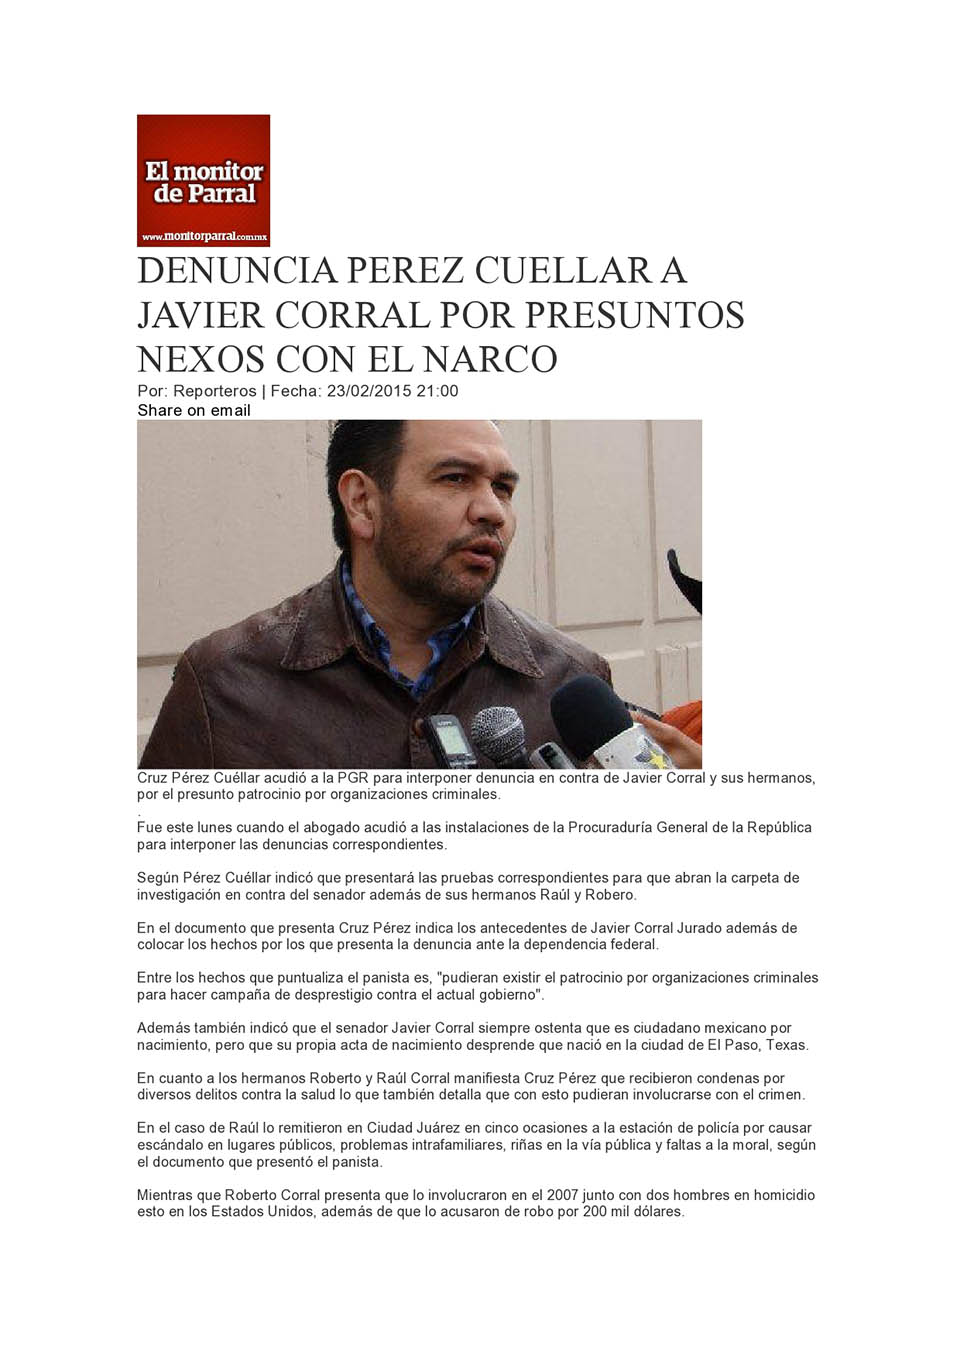 El monitor
de Parral
www.monitorparral.com.mx
DENUNCIA PEREZ CUELLAR A
JAVIER CORRAL POR PRESUNTOS
NEXOS CON EL NARCO
Por: Reporteros | Fecha: 23/02/2015 21:00
Share on email
Cruz Pérez Cuéllar acudió a la PGR para interponer denuncia en contra de Javier Corral y sus hermanos,
por el presunto patrocinio por organizaciones criminales.
.
Fue este lunes cuando el abogado acudió a las instalaciones de la Procuraduría General de la República
para interponer las denuncias correspondientes.
Según Pérez Cuéllar indicó que presentará las pruebas correspondientes para que abran la carpeta de
investigación en contra del senador además de sus hermanos Raúl y Robero.
En el documento que presenta Cruz Pérez indica los antecedentes de Javier Corral Jurado además de
colocar los hechos por los que presenta la denuncia ante la dependencia federal.
Entre los hechos que puntualiza el panista es, "pudieran existir el patrocinio por organizaciones criminales
para hacer campaña de desprestigio contra el actual gobierno".
Además también indicó que el senador Javier Corral siempre ostenta que es ciudadano mexicano por
nacimiento, pero que su propia acta de nacimiento desprende que nació en la ciudad de El Paso, Texas.
En cuanto a los hermanos Roberto y Raúl Corral manifiesta Cruz Pérez que recibieron condenas por
diversos delitos contra la salud lo que también detalla que con esto pudieran involucrarse con el crimen.
En el caso de Raúl lo remitieron en Ciudad Juárez en cinco ocasiones a la estación de policía por causar
escándalo en lugares públicos, problemas intrafamiliares, riñas en la vía pública y faltas a la moral, según
el documento que presentó el panista.
Mientras que Roberto Corral presenta que lo involucraron en el 2007 junto con dos hombres en homicidio
esto en los Estados Unidos, además de que lo acusaron de robo por 200 mil dólares.